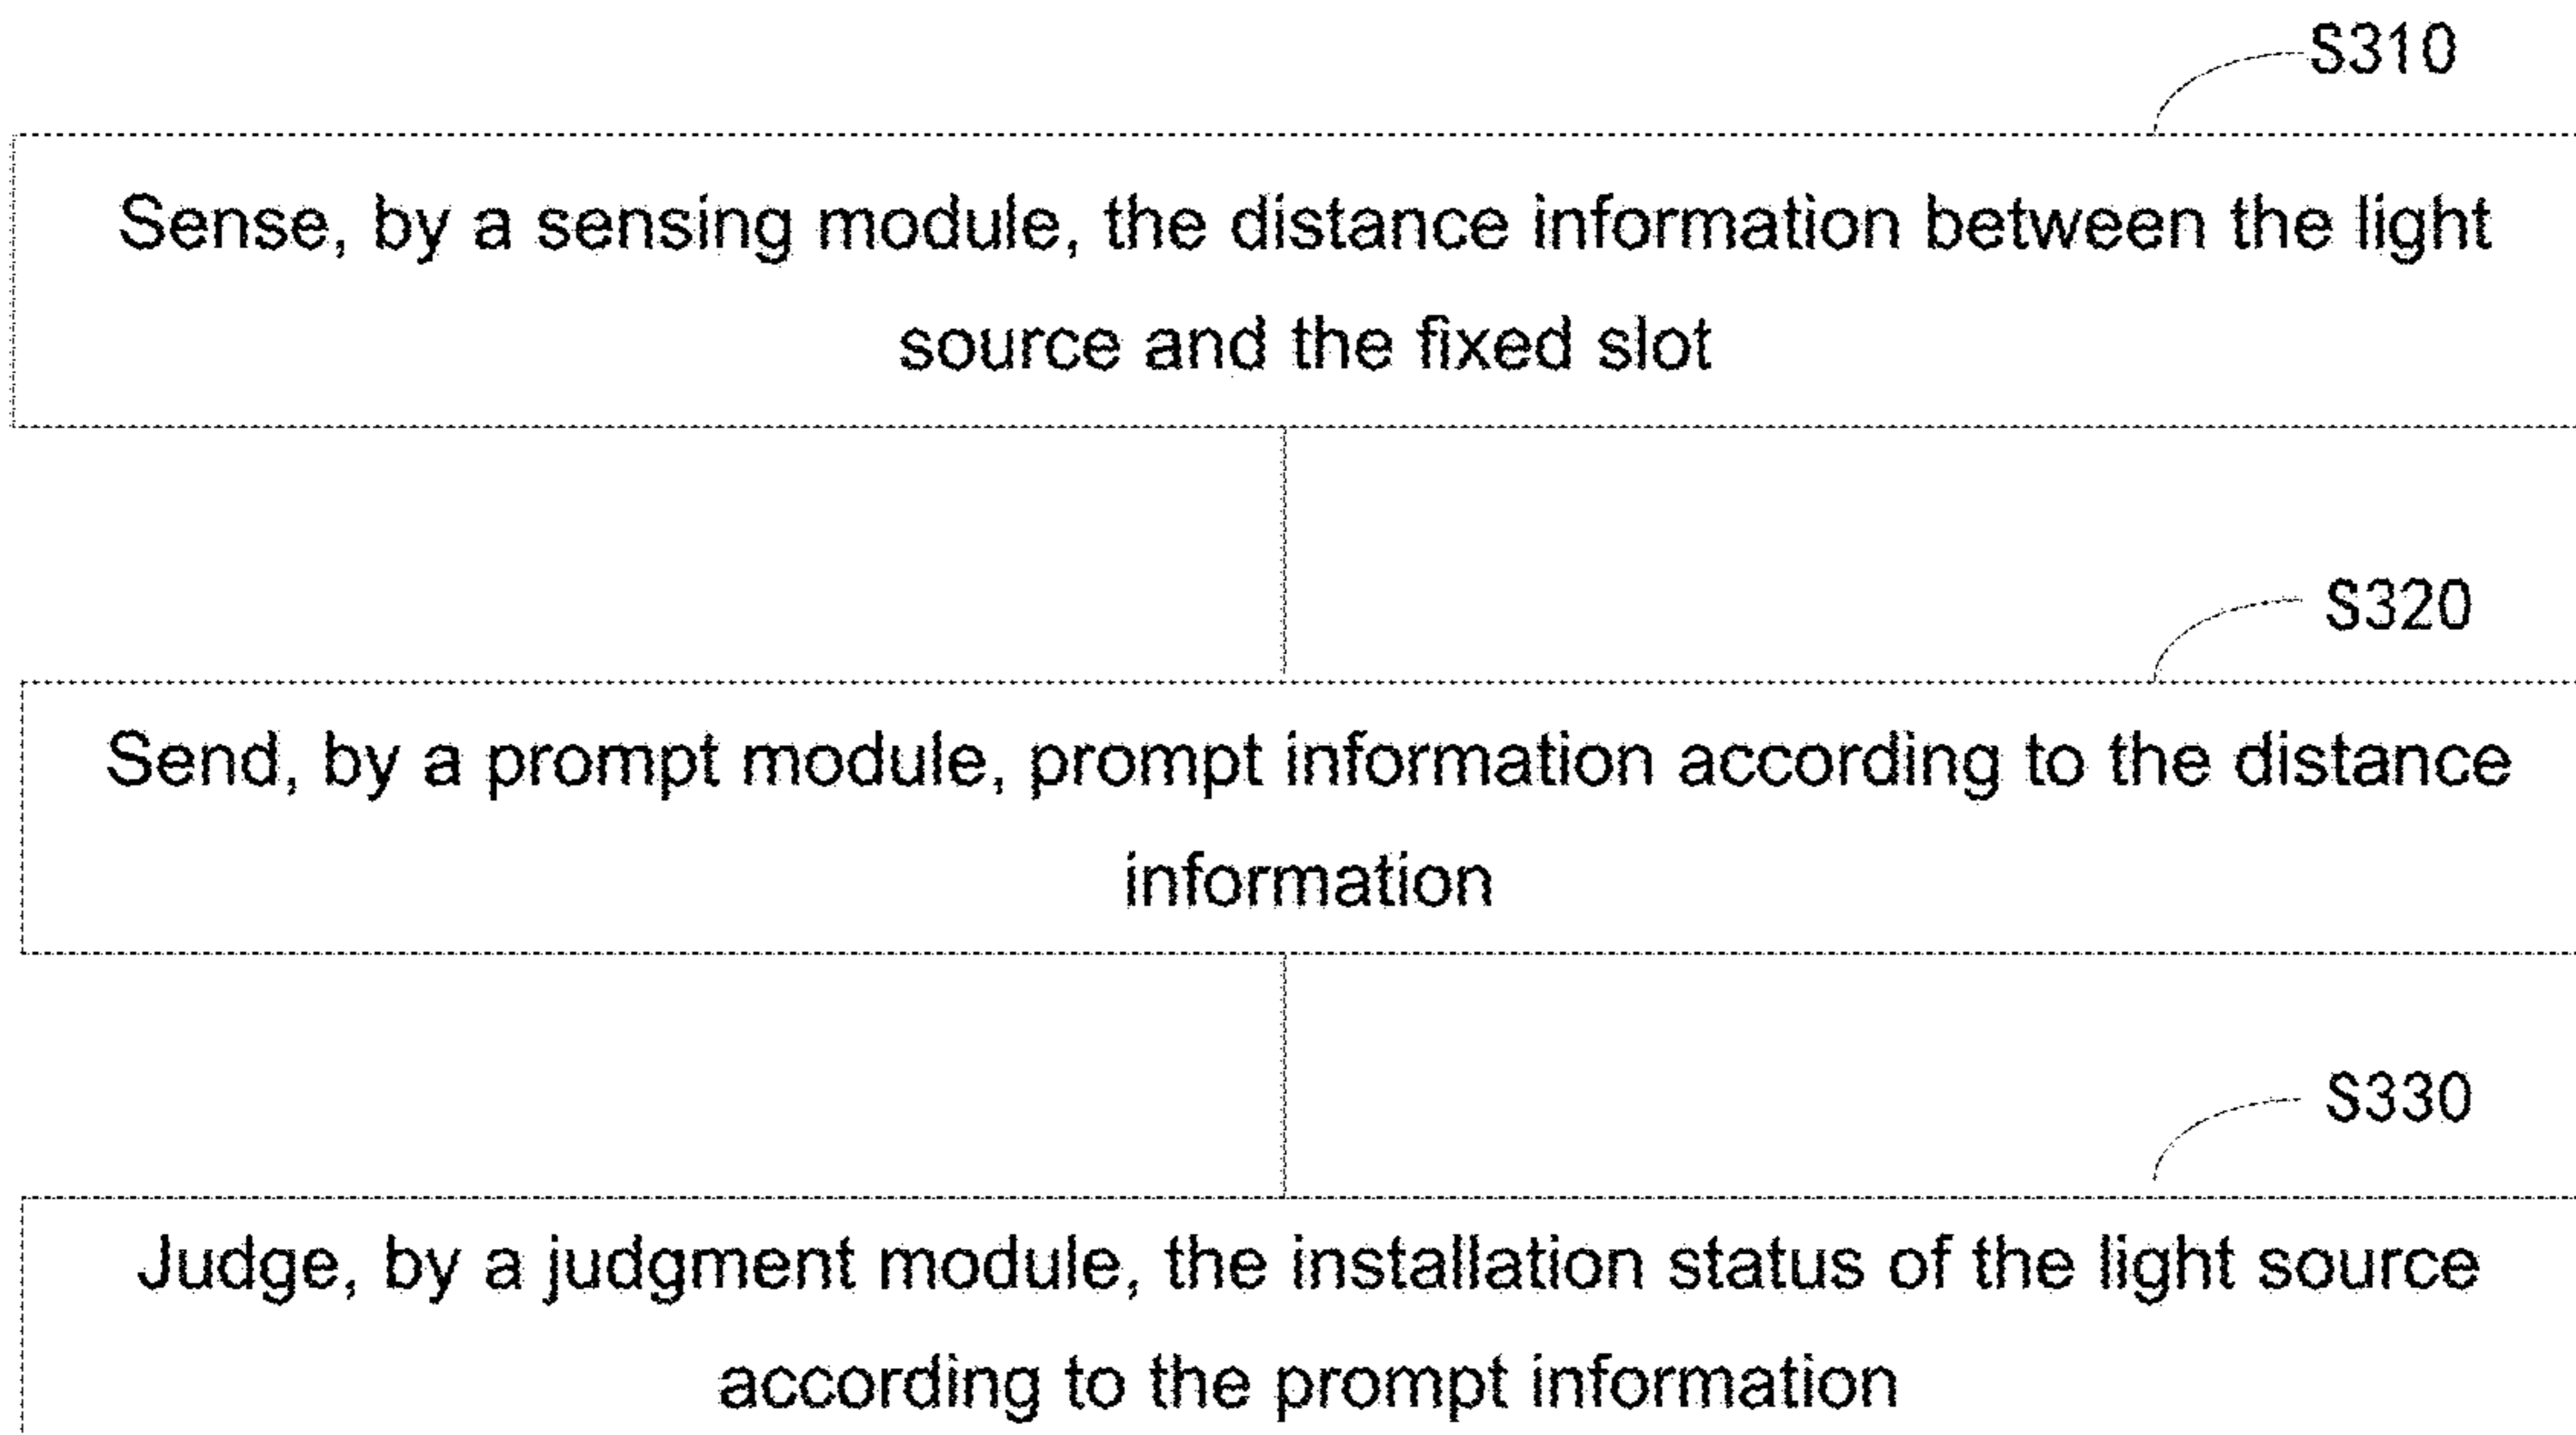 S310
Sense, by a sensing module, the distance information between the light
source and the fixed slot
S320
Send, by a prompt module, prompt information according to the distance
information
S330
Judge, by a judgment module, the installation status of the light source
according to the prompt information